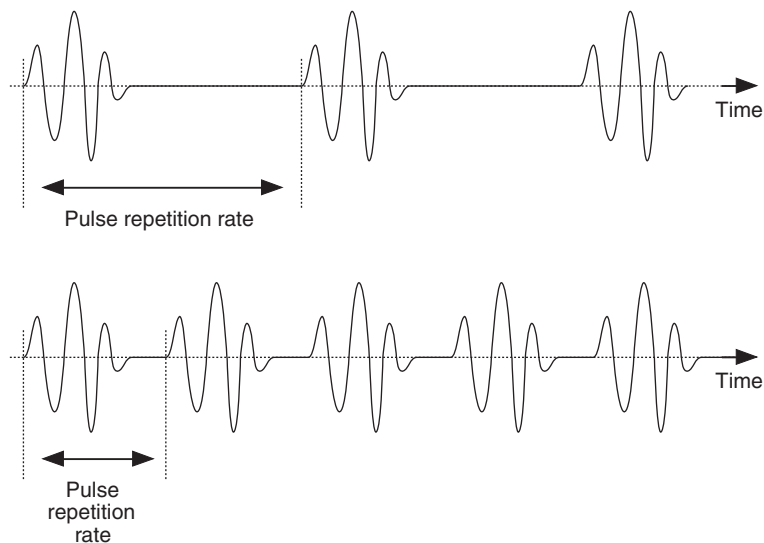 Time
Pulse repetition rate
Time
Pulse
repetition
rate